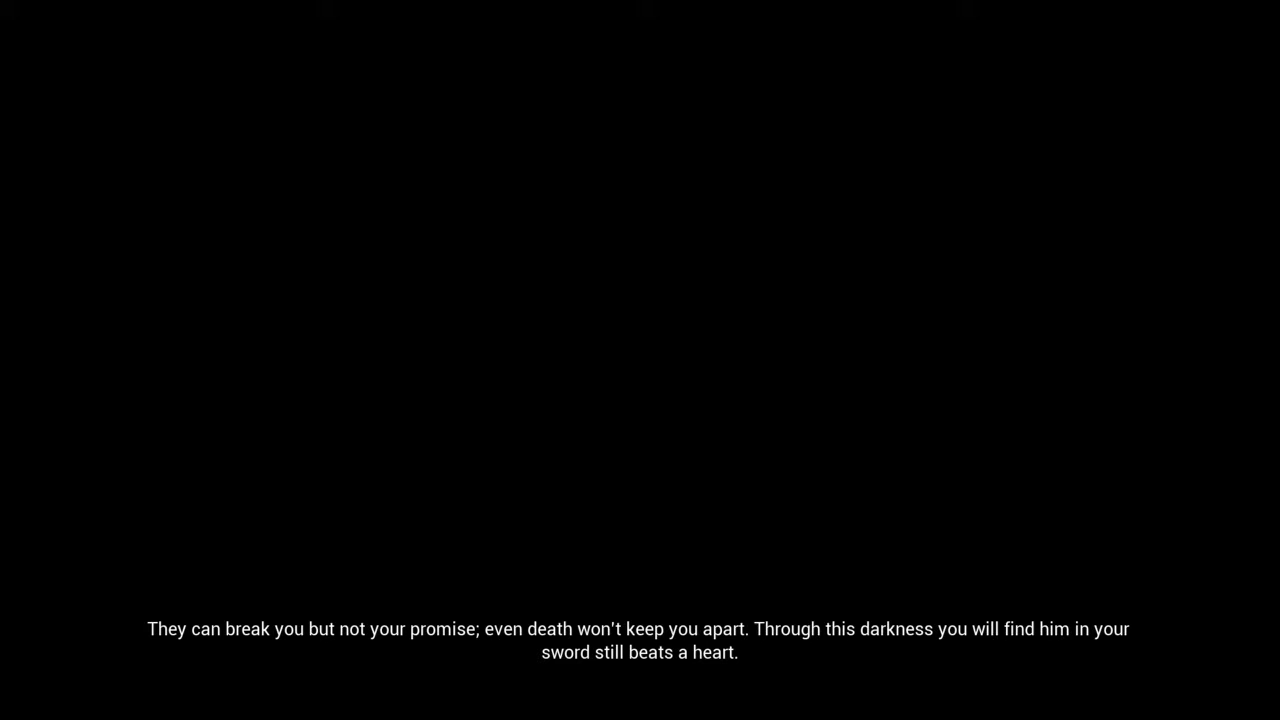 They can break you but not your promise; even death won't keep you apart. Through this darkness you will find him in your
sword still beats a heart.